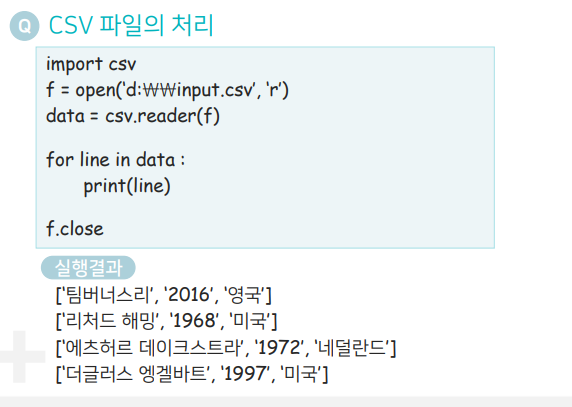 Q CSV 파일의 처리
import csv
f = open(‘d:₩₩input.csv’, ‘r’)
data = csv.reader(f)
for line in data :
print(line)
f.close
실행결과
[‘팀버너스리’, ‘2016’, ‘영국’]
[‘리처드 해밍’, ‘1968’, ‘미국’]
[‘에츠허르 데이크스트라’, ‘1972’, ‘네덜란드’]
[‘더글러스 엥겔바트’, ‘1997’, ‘미국’]